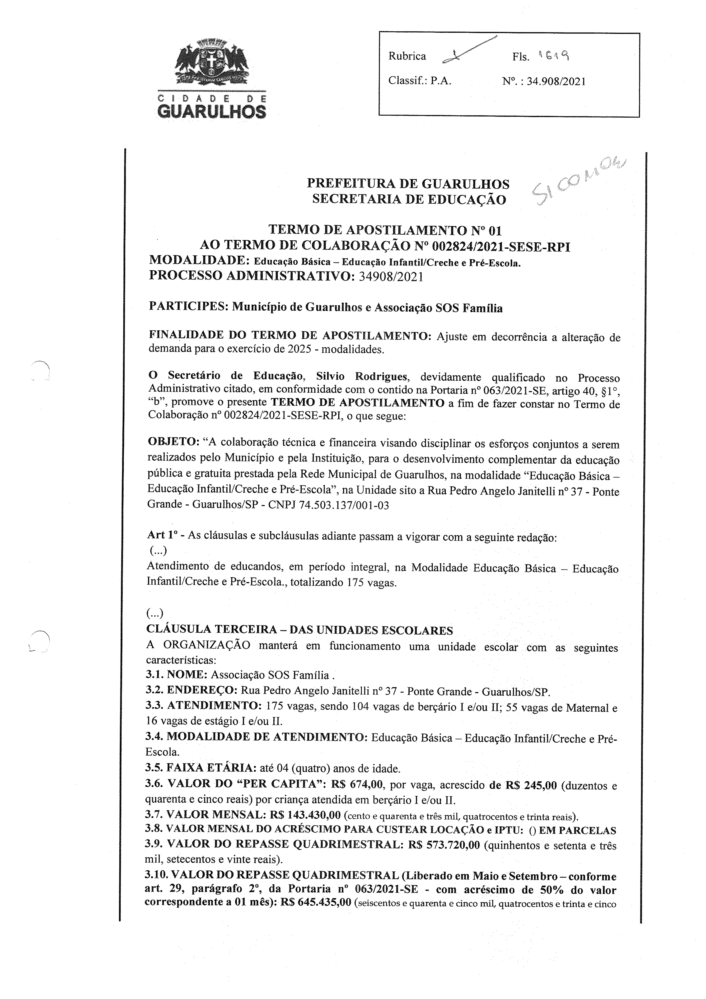 CIDADE DE
GUARULHOS
Rubrica Fls. 1619
Classif.: P.A. Nº. : 34.908/2021
PREFEITURA DE GUARULHOS
SECRETARIA DE EDUCAÇÃO
TERMO DE APOSTILAMENTO Nº 01
AO TERMO DE COLABORAÇÃO Nº 002824/2021-SESE-RPI
MODALIDADE: Educação Básica – Educação Infantil/Creche e Pré-Escola.
PROCESSO ADMINISTRATIVO: 34908/2021
PARTICIPES: Município de Guarulhos e Associação SOS Família
FINALIDADE DO TERMO DE APOSTILAMENTO: Ajuste em decorrência a alteração de
demanda para o exercício de 2025 - modalidades.
O Secretário de Educação, Silvio Rodrigues, devidamente qualificado no Processo
Administrativo citado, em conformidade com o contido na Portaria nº 063/2021-SE, artigo 40, §1°,
“b”, promove o presente TERMO DE APOSTILAMENTO a fim de fazer constar no Termo de
Colaboração nº 002824/2021-SESE-RPI, o que segue:
OBJETO: “A colaboração técnica e financeira visando disciplinar os esforços conjuntos a serem
realizados pelo Município e pela Instituição, para o desenvolvimento complementar da educação
pública e gratuita prestada pela Rede Municipal de Guarulhos, na modalidade “Educação Básica –
Educação Infantil/Creche e Pré-Escola”, na Unidade sito a Rua Pedro Angelo Janitelli nº 37 - Ponte
Grande - Guarulhos/SP - CNPJ 74.503.137/001-03
Art 1º - As cláusulas e subcláusulas adiante passam a vigorar com a seguinte redação:
(...)
Atendimento de educandos, em período integral, na Modalidade Educação Básica – Educação
Infantil/Creche e Pré-Escola., totalizando 175 vagas.
(...)
CLÁUSULA TERCEIRA – DAS UNIDADES ESCOLARES
A ORGANIZAÇÃO manterá em funcionamento uma unidade escolar com as seguintes
características:
3.1. NOME: Associação SOS Família .
3.2. ENDEREÇO: Rua Pedro Angelo Janitelli nº 37 - Ponte Grande - Guarulhos/SP.
3.3. ATENDIMENTO: 175 vagas, sendo 104 vagas de berçário I e/ou II; 55 vagas de Maternal e
16 vagas de estágio I e/ou II.
3.4. MODALIDADE DE ATENDIMENTO: Educação Básica – Educação Infantil/Creche e Pré-
Escola.
3.5. FAIXA ETÁRIA: até 04 (quatro) anos de idade.
3.6. VALOR DO “PER CAPITA”: R$ 674,00, por vaga, acrescido de R$ 245,00 (duzentos e
quarenta e cinco reais) por criança atendida em berçário I e/ou II.
3.7. VALOR MENSAL: R$ 143.430,00 (cento e quarenta e três mil, quatrocentos e trinta reais).
3.8. VALOR MENSAL DO ACRÉSCIMO PARA CUSTEAR LOCAÇÃO e IPTU: () EM PARCELAS
3.9. VALOR DO REPASSE QUADRIMESTRAL: R$ 573.720,00 (quinhentos e setenta e três
mil, setecentos e vinte reais).
3.10. VALOR DO REPASSE QUADRIMESTRAL (Liberado em Maio e Setembro – conforme
art. 29, parágrafo 2º, da Portaria nº 063/2021-SE - com acréscimo de 50% do valor
correspondente a 01 mês): R$ 645.435,00 (seiscentos e quarenta e cinco mil, quatrocentos e trinta e cinco